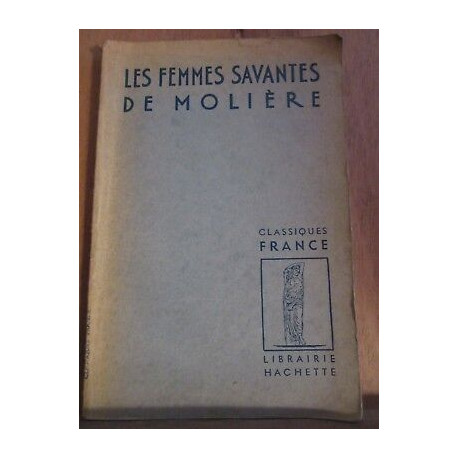 LES FEMMES SAVANTES
DE MOLIÈRE
CLASSIQUES
FRANCE
LIBRAIRIE
HACHETTE